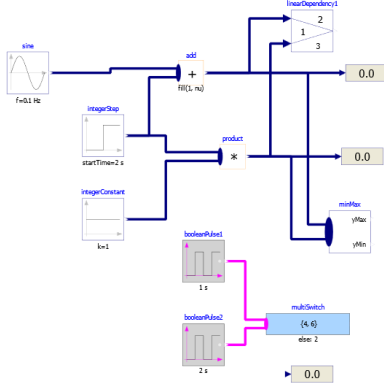 linearDependency1
2
1
3
sine
f=0.1 Hz
add
+
fill(1, nu)
0.0
integerStep
startTime=2 s
product
*
0.0
integerConstant
k=1
minMax
yMax
yMin
booleanPulse1
1 s
multiSwitch
{4, 6}
else: 2
booleanPulse2
2 s
0.0